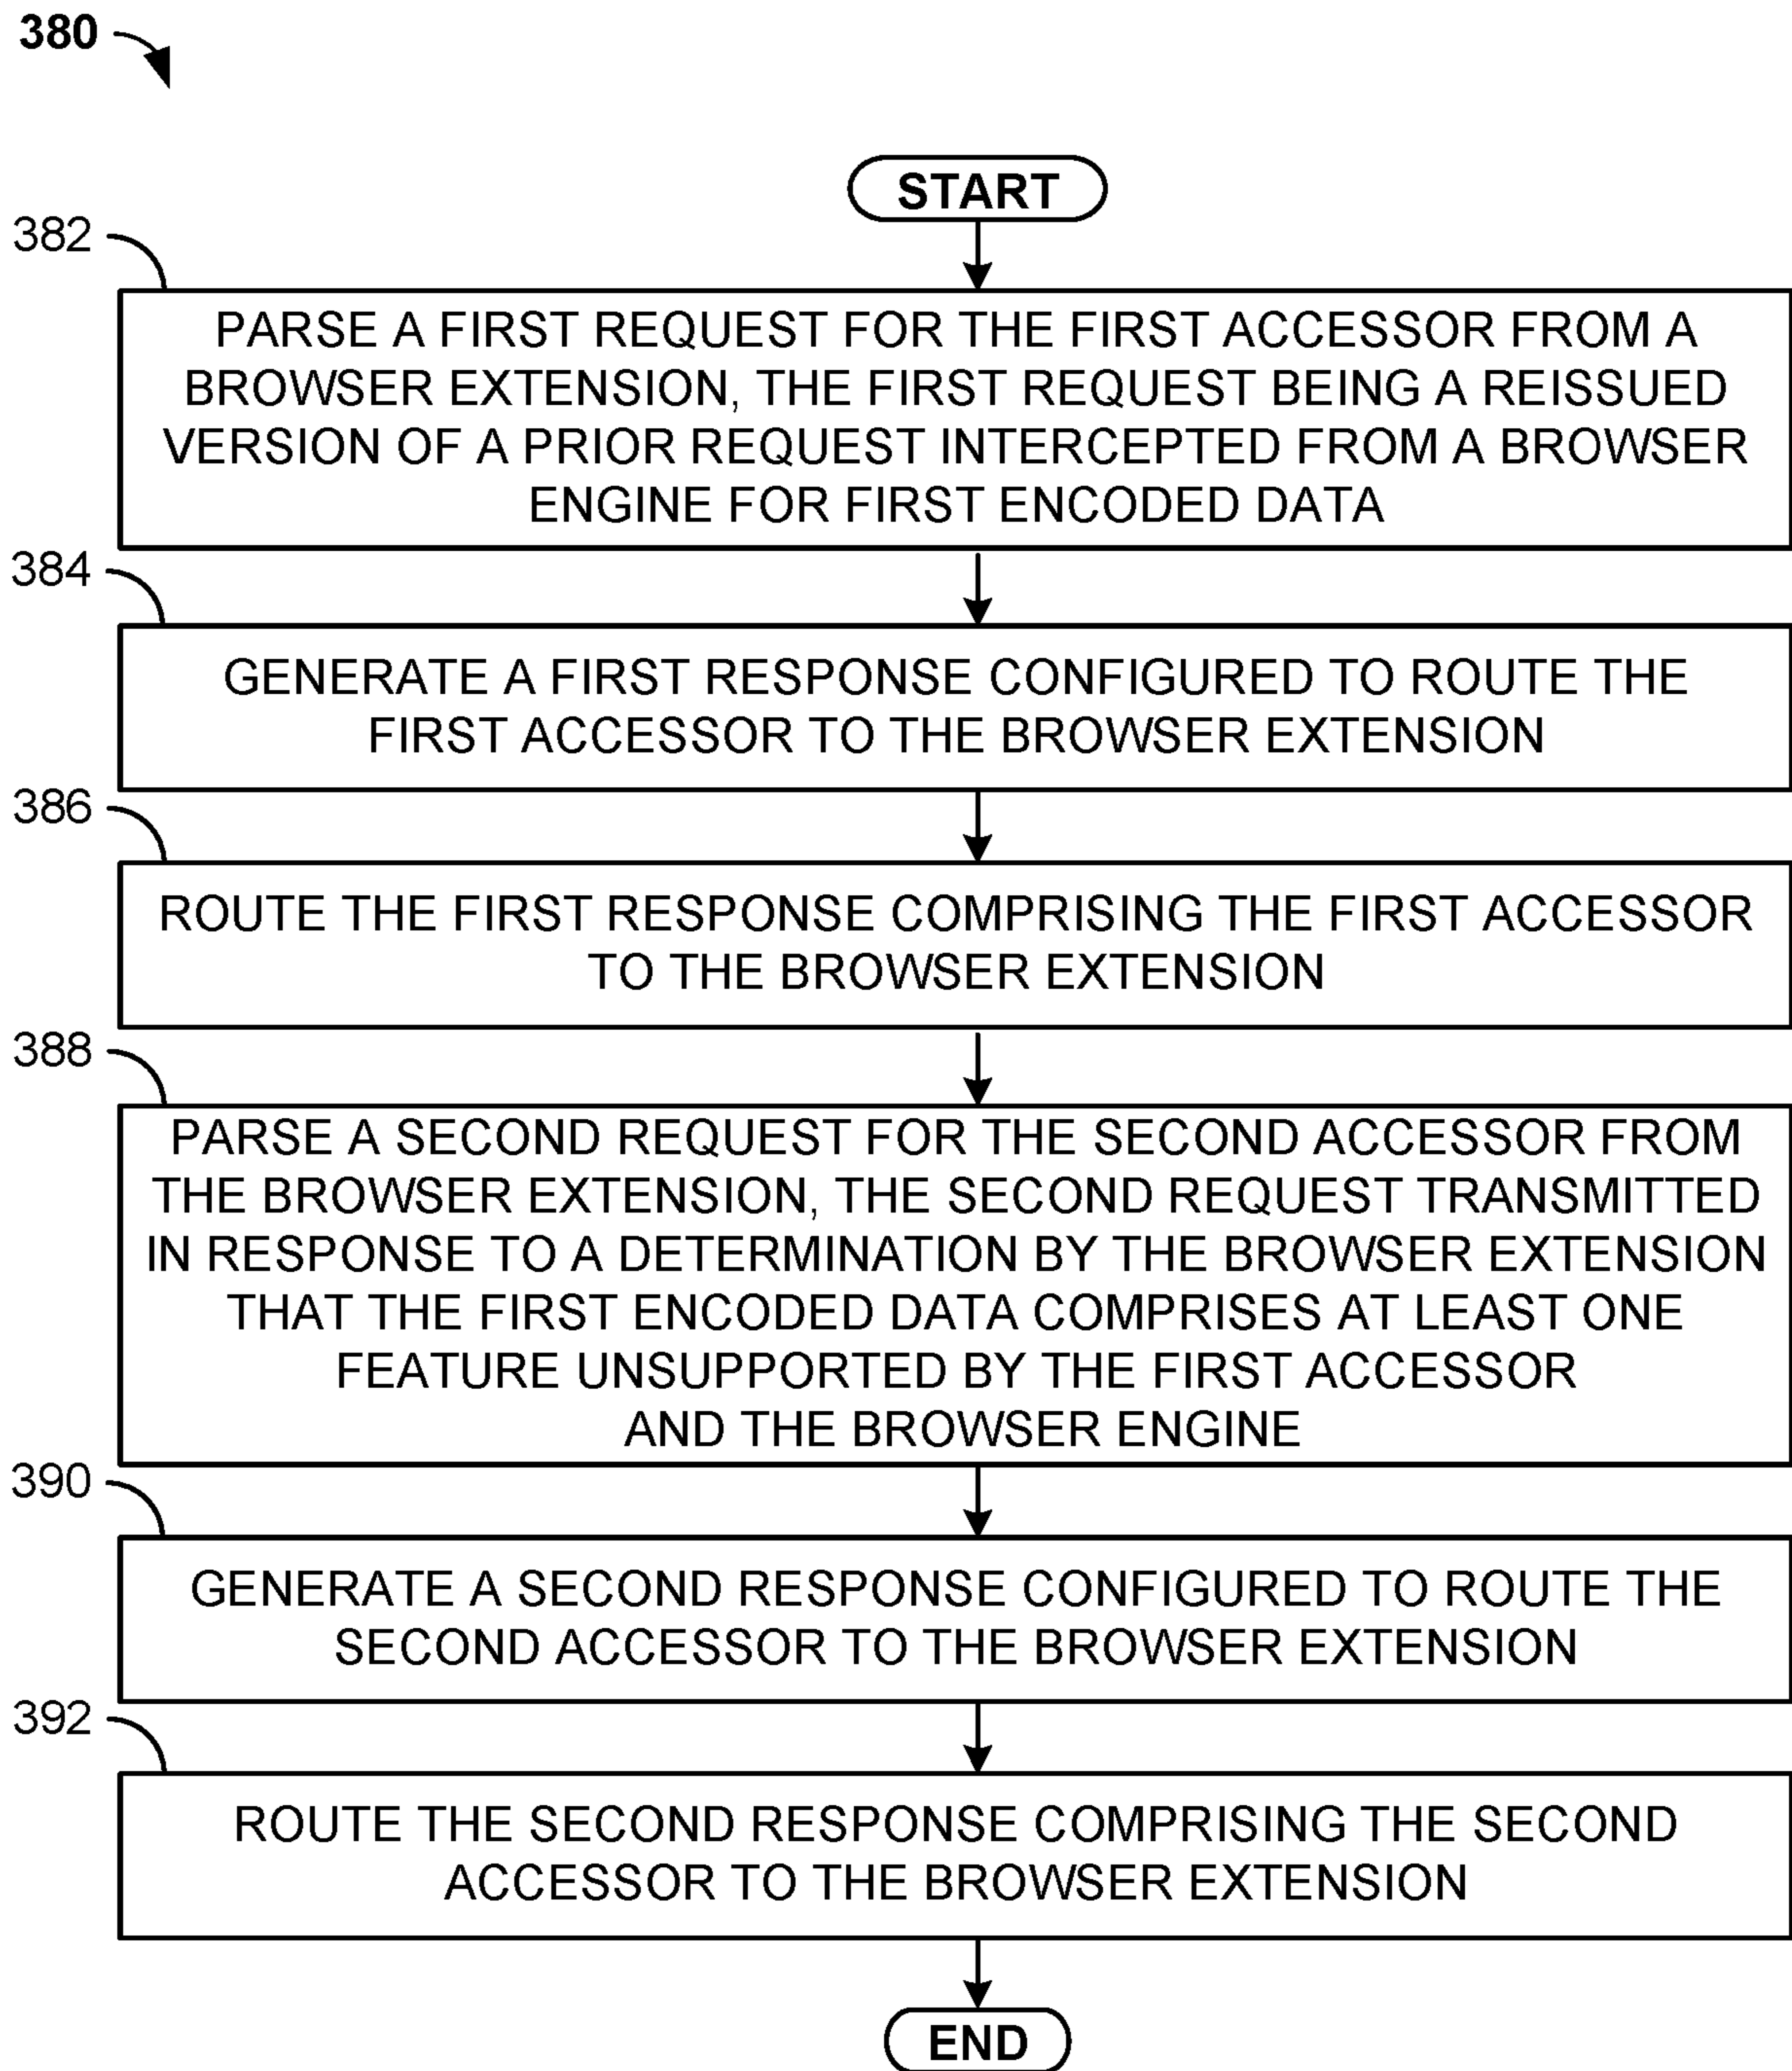 380
START
382
PARSE A FIRST REQUEST FOR THE FIRST ACCESSOR FROM A
BROWSER EXTENSION, THE FIRST REQUEST BEING A REISSUED
VERSION OF A PRIOR REQUEST INTERCEPTED FROM A BROWSER
ENGINE FOR FIRST ENCODED DATA
384
GENERATE A FIRST RESPONSE CONFIGURED TO ROUTE THE
FIRST ACCESSOR TO THE BROWSER EXTENSION
386
ROUTE THE FIRST RESPONSE COMPRISING THE FIRST ACCESSOR
TO THE BROWSER EXTENSION
388
PARSE A SECOND REQUEST FOR THE SECOND ACCESSOR FROM
THE BROWSER EXTENSION, THE SECOND REQUEST TRANSMITTED
IN RESPONSE TO A DETERMINATION BY THE BROWSER EXTENSION
THAT THE FIRST ENCODED DATA COMPRISES AT LEAST ONE
FEATURE UNSUPPORTED BY THE FIRST ACCESSOR
AND THE BROWSER ENGINE
390
GENERATE A SECOND RESPONSE CONFIGURED TO ROUTE THE
SECOND ACCESSOR TO THE BROWSER EXTENSION
392
ROUTE THE SECOND RESPONSE COMPRISING THE SECOND
ACCESSOR TO THE BROWSER EXTENSION
END